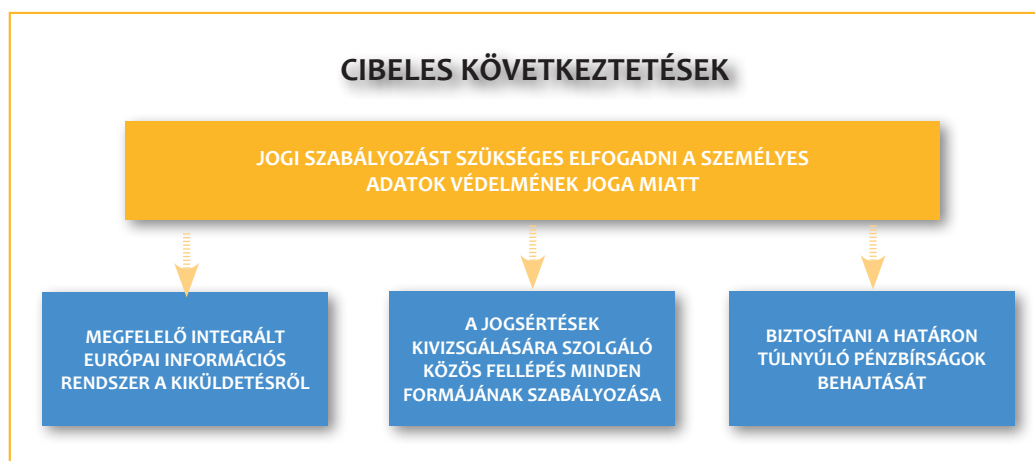 CIBELES KÖVETKEZTETÉSEK
JOGI SZABÁLYOZÁST SZÜKSÉGES ELFOGADNI A SZEMÉLYES
ADATOK VÉDELMÉNEK JOGA MIATT
MEGFELELŐ INTEGRÁLT
EURÓPAI INFORMÁCIÓS
RENDSZER A KIKÜLDETÉSRŐL
A JOGSÉRTÉSEK
KIVIZSGÁLÁSÁRA SZOLGÁLÓ
KÖZÖS FELLÉPÉS MINDEN
FORMÁJÁNAK SZABÁLYOZÁSA
BIZTOSÍTANI A HATÁRON
TÚLNYÚLÓ PÉNZBÍRSÁGOK
BEHAJTÁSÁT